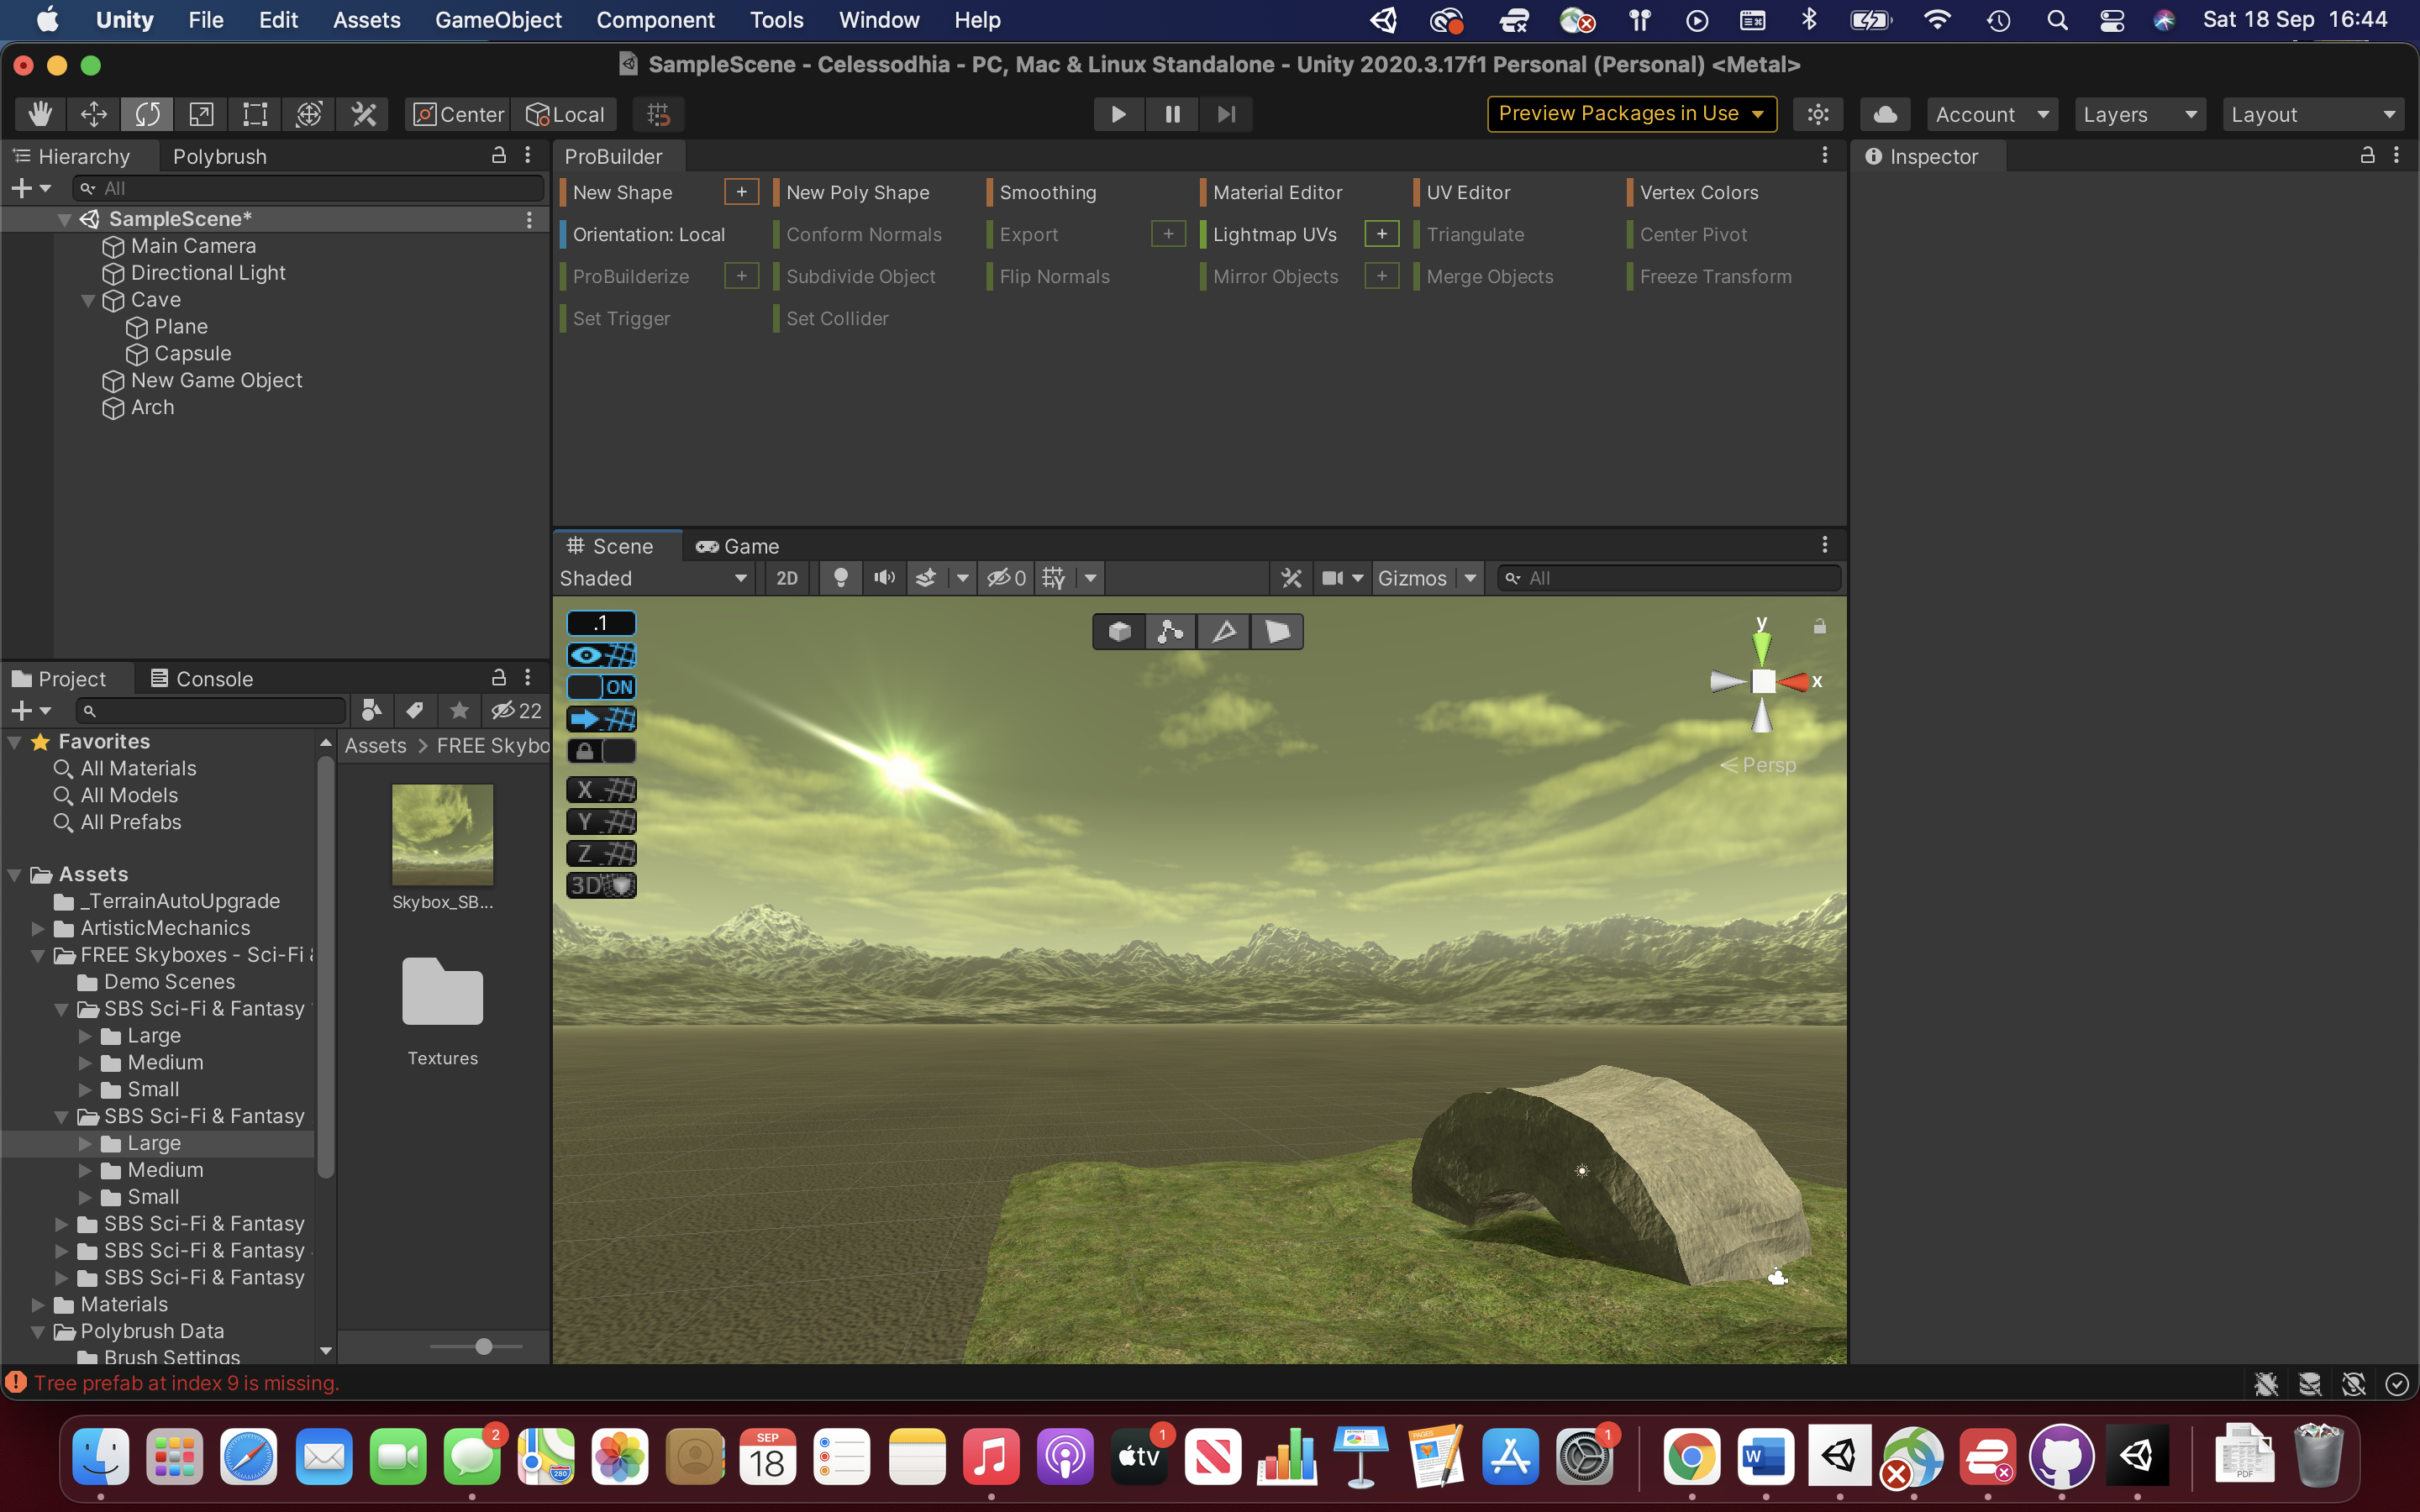 Unity File Edit Assets GameObject Component Tools Window Help Sat 18 Sep 16:44
SampleScene - Celessodhia - PC, Mac & Linux Standalone - Unity 2020.3.17f1 Personal (Personal) <Metal>
Center Local Preview Packages in Use Account Layers Layout
Hierarchy Polybrush
All
SampleScene*
Main Camera
Directional Light
Cave
Plane
Capsule
New Game Object
Arch
ProBuilder
New Shape + New Poly Shape Smoothing Material Editor UV Editor Vertex Colors
Orientation: Local Conform Normals Export + Lightmap UVs + Triangulate Center Pivot
ProBuilderize + Subdivide Object Flip Normals Mirror Objects + Merge Objects Freeze Transform
Set Trigger Set Collider
Inspector
Scene Game
Shaded 2D 0 Gizmos All
.1
ON
X
Y
Z
3D
y
x
< Persp
Project Console
22
Favorites
All Materials
All Models
All Prefabs
Assets
_TerrainAutoUpgrade
ArtisticMechanics
FREE Skyboxes - Sci-Fi
Demo Scenes
SBS Sci-Fi & Fantasy
Large
Medium
Small
SBS Sci-Fi & Fantasy
Large
Medium
Small
SBS Sci-Fi & Fantasy
SBS Sci-Fi & Fantasy
SBS Sci-Fi & Fantasy
Materials
Polybrush Data
Brush Settings
Assets > FREE Skybo
Skybox_SB...
Textures
Tree prefab at index 9 is missing.
2
SEP
18
280
tv
1
1
PAGES
W
PDF